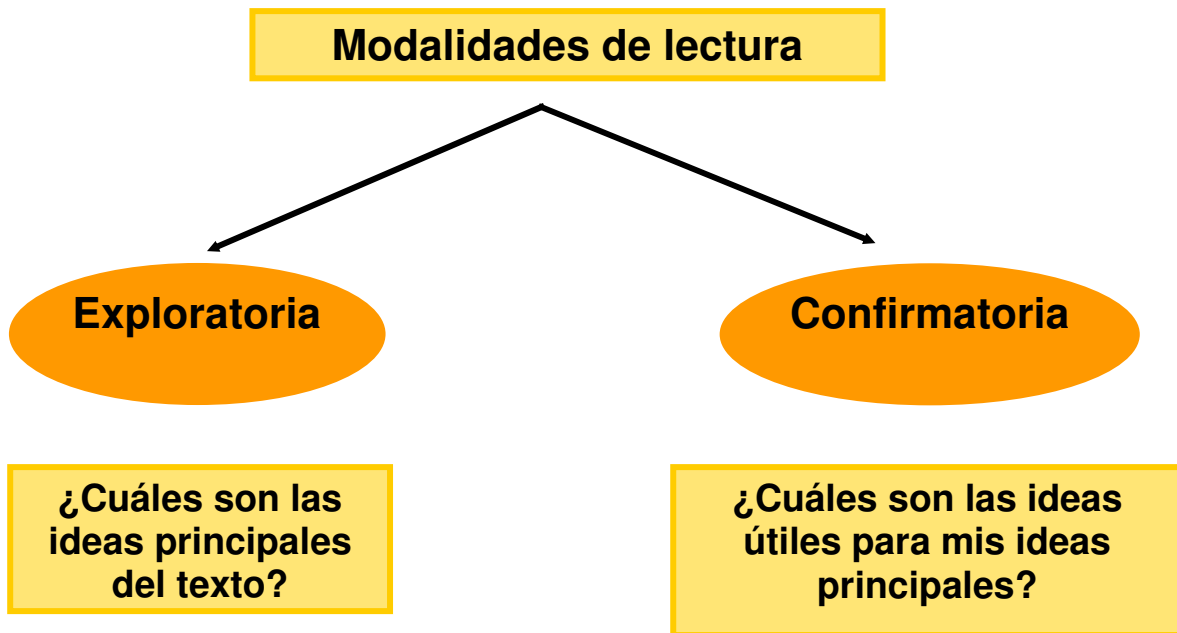 Modalidades de lectura
Exploratoria
Confirmatoria
¿Cuáles son las
ideas principales
del texto?
¿Cuáles son las ideas
útiles para mis ideas
principales?